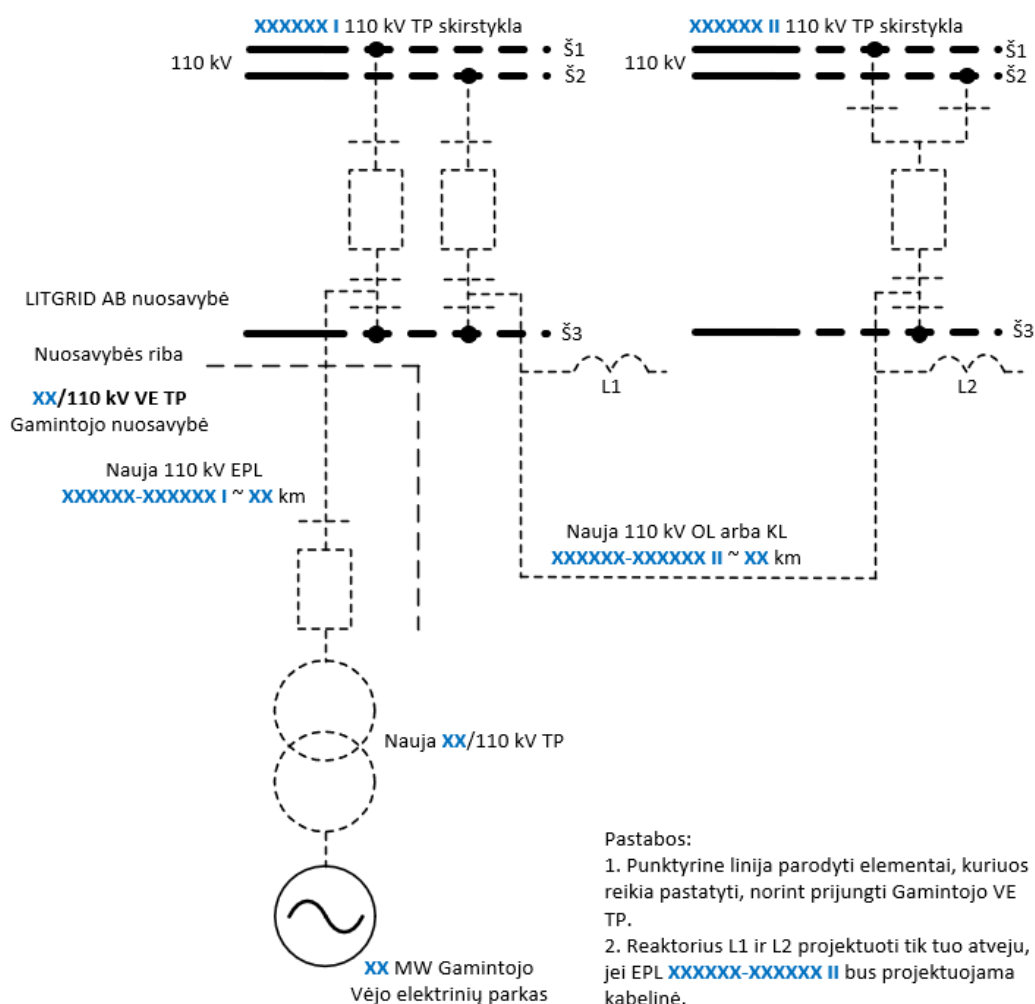 XXXXXX I 110 kV TP skirstykla
110 kV
Š1
Š2
XXXXXX II 110 kV TP skirstykla
110 kV
Š1
Š2
LITGRID AB nuosavybė
Š3
Š3
Nuosavybės riba
L1
L2
XX/110 kV VE TP
Gamintojo nuosavybė
Nauja 110 kV EPL
XXXXXX-XXXXXX I ~ XX km
Nauja 110 kV OL arba KL
XXXXXX-XXXXXX II ~ XX km
Nauja XX/110 kV TP
XX MW Gamintojo
Vėjo elektrinių parkas
Pastabos:
1. Punktyrine linija parodyti elementai, kuriuos
reikia pastatyti, norint prijungti Gamintojo VE
TP.
2. Reaktorius L1 ir L2 projektuoti tik tuo atveju,
jei EPL XXXXXX-XXXXXX II bus projektuojama
kabelinė.